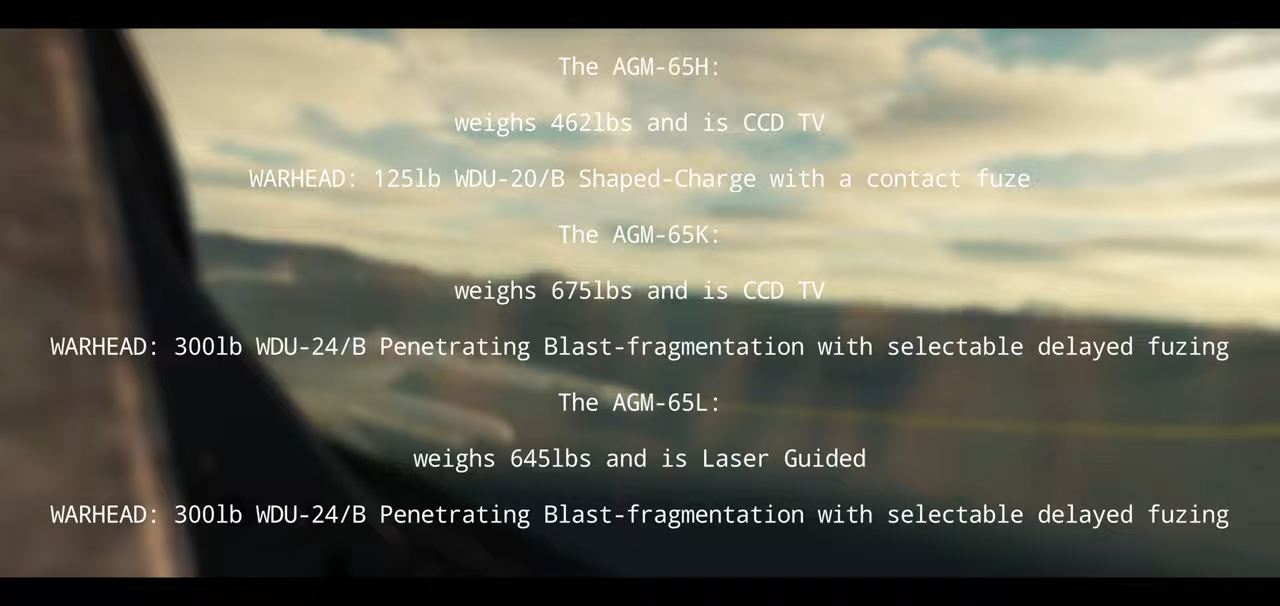 The AGM-65H:
weighs 462lbs and is CCD TV
WARHEAD: 125lb WDU-20/B Shaped-Charge with a contact fuze
The AGM-65K:
weighs 675lbs and is CCD TV
WARHEAD: 300lb WDU-24/B Penetrating Blast-fragmentation with selectable delayed fuzing
The AGM-65L:
weighs 645lbs and is Laser Guided
WARHEAD: 300lb WDU-24/B Penetrating Blast-fragmentation with selectable delayed fuzing